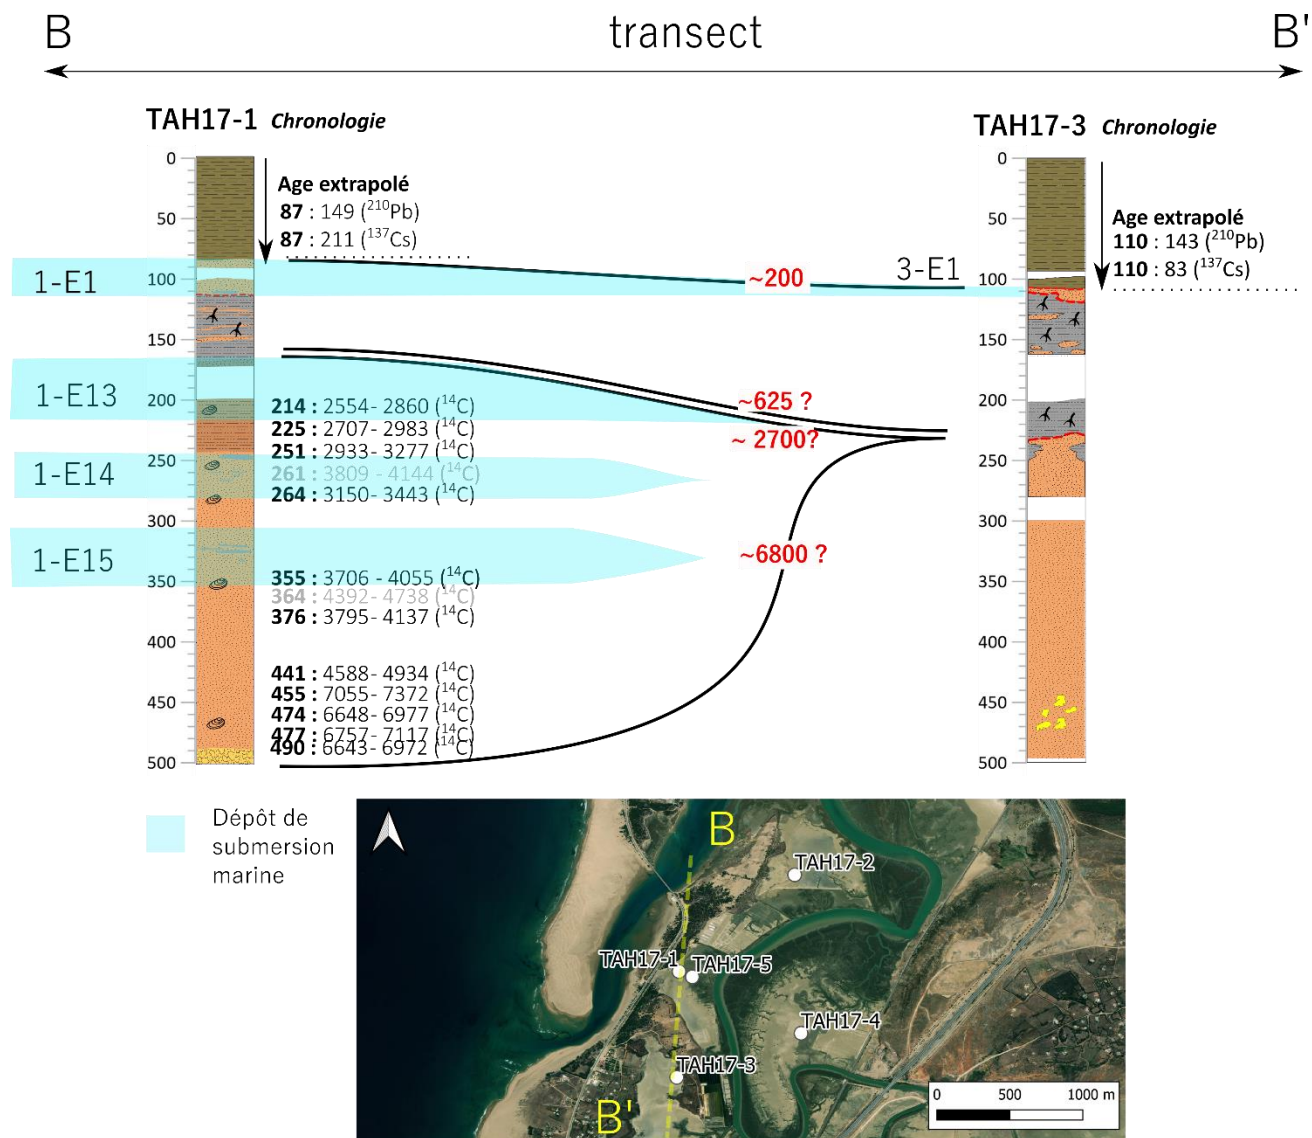 B transect B'
TAH17-1 Chronologie
TAH17-3 Chronologie
0
50
100
150
200
250
300
350
400
450
500
Age extrapolé
87 : 149 (²¹⁰Pb)
87 : 211 (¹³⁷Cs)
1-E1
1-E13
1-E14
1-E15
214 : 2554- 2860 (¹⁴C)
225 : 2707- 2983 (¹⁴C)
251 : 2933- 3277 (¹⁴C)
261 : 3809 - 4144 (¹⁴C)
264 : 3150- 3443 (¹⁴C)
355 : 3706 - 4055 (¹⁴C)
364 : 4392- 4738 (¹⁴C)
376 : 3795- 4137 (¹⁴C)
441 : 4588- 4934 (¹⁴C)
455 : 7055- 7372 (¹⁴C)
474 : 6648- 6977 (¹⁴C)
477 : 6757- 7117 (¹⁴C)
490 : 6643- 6972 (¹⁴C)
~200
~625 ?
~ 2700?
~6800 ?
3-E1
0
50
100
150
200
250
300
350
400
450
500
Age extrapolé
110 : 143 (²¹⁰Pb)
110 : 83 (¹³⁷Cs)
Dépôt de
submersion
marine
B
TAH17-2
TAH17-1
TAH17-5
TAH17-4
TAH17-3
B'
0 500 1000 m